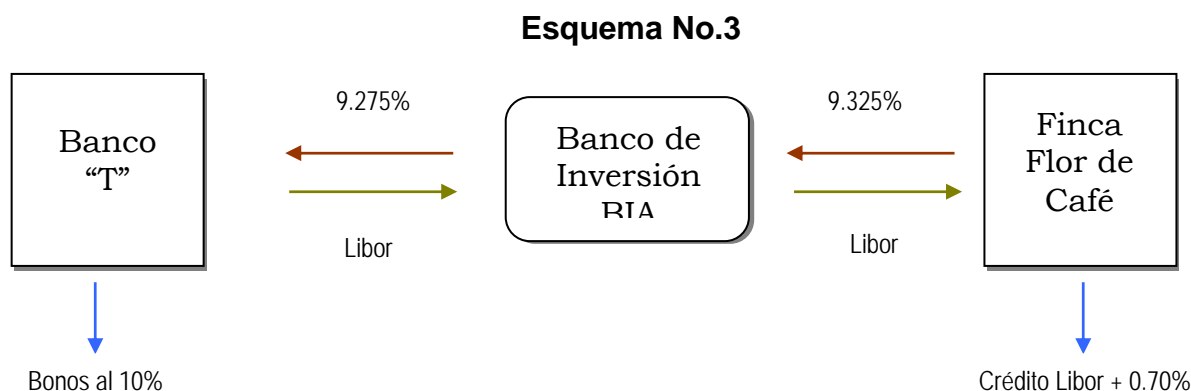 Esquema No.3
Banco
“T”
9.275%
Libor
Banco de
Inversión
BIA
9.325%
Libor
Finca
Flor de
Café
Bonos al 10%
Crédito Libor + 0.70%